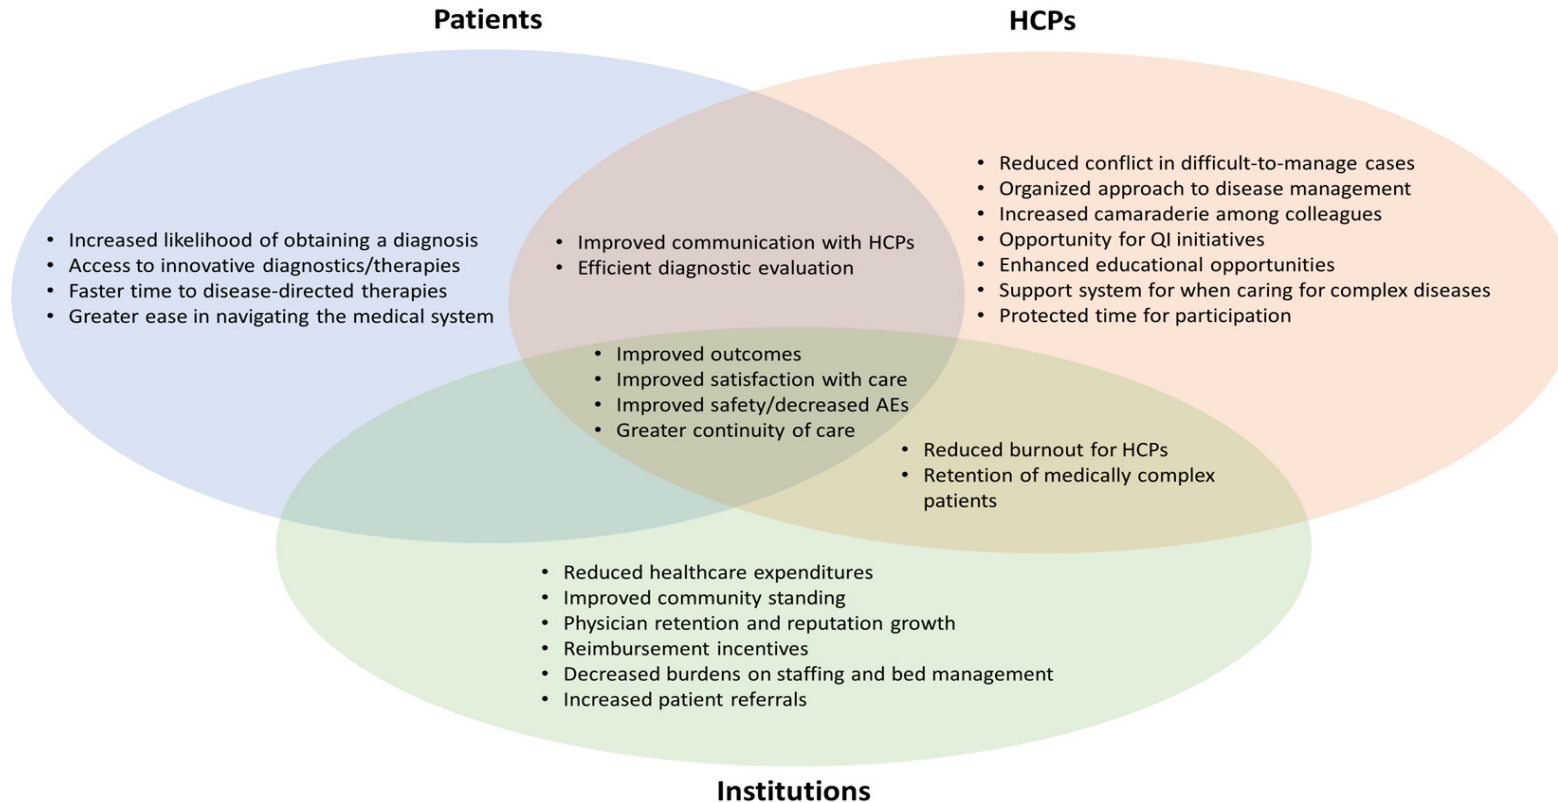 Patients
HCPs
• Increased likelihood of obtaining a diagnosis
• Access to innovative diagnostics/therapies
• Faster time to disease-directed therapies
• Greater ease in navigating the medical system
• Improved communication with HCPs
• Efficient diagnostic evaluation
• Reduced conflict in difficult-to-manage cases
• Organized approach to disease management
• Increased camaraderie among colleagues
• Opportunity for QI initiatives
• Enhanced educational opportunities
• Support system for when caring for complex diseases
• Protected time for participation
• Improved outcomes
• Improved satisfaction with care
• Improved safety/decreased AEs
• Greater continuity of care
• Reduced burnout for HCPs
• Retention of medically complex
patients
• Reduced healthcare expenditures
• Improved community standing
• Physician retention and reputation growth
• Reimbursement incentives
• Decreased burdens on staffing and bed management
• Increased patient referrals
Institutions